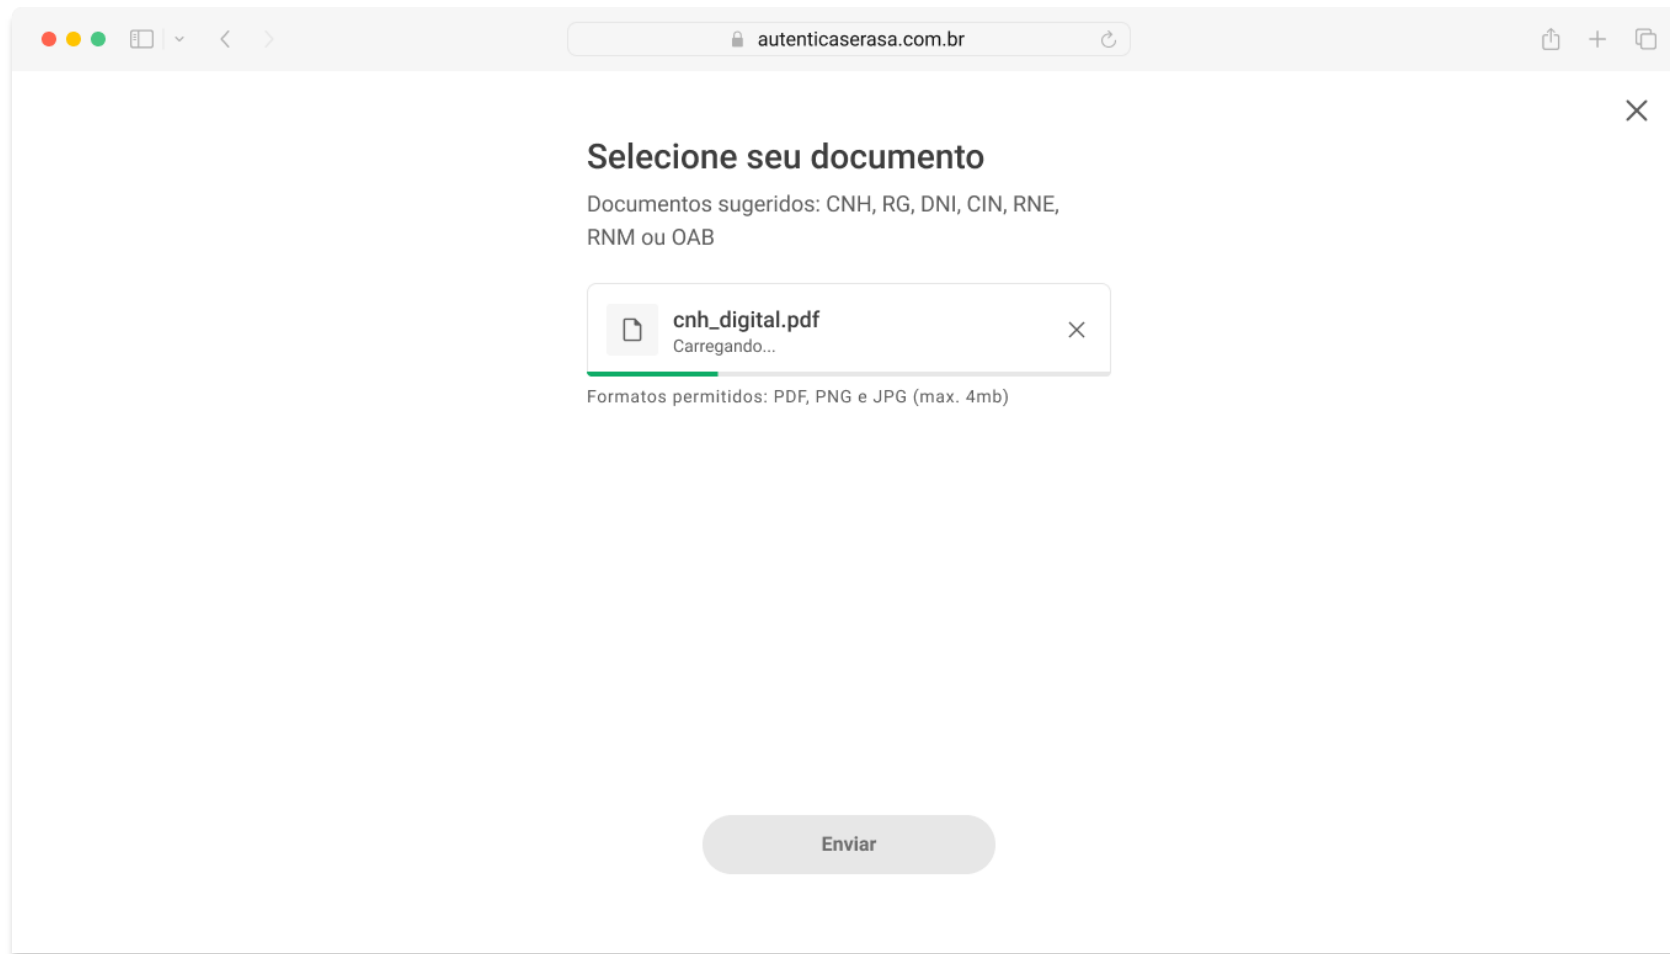 autenticaserasa.com.br
Selecione seu documento
Documentos sugeridos: CNH, RG, DNI, CIN, RNE,
RNM ou OAB
cnh_digital.pdf
Carregando...
Formatos permitidos: PDF, PNG e JPG (max. 4mb)
Enviar